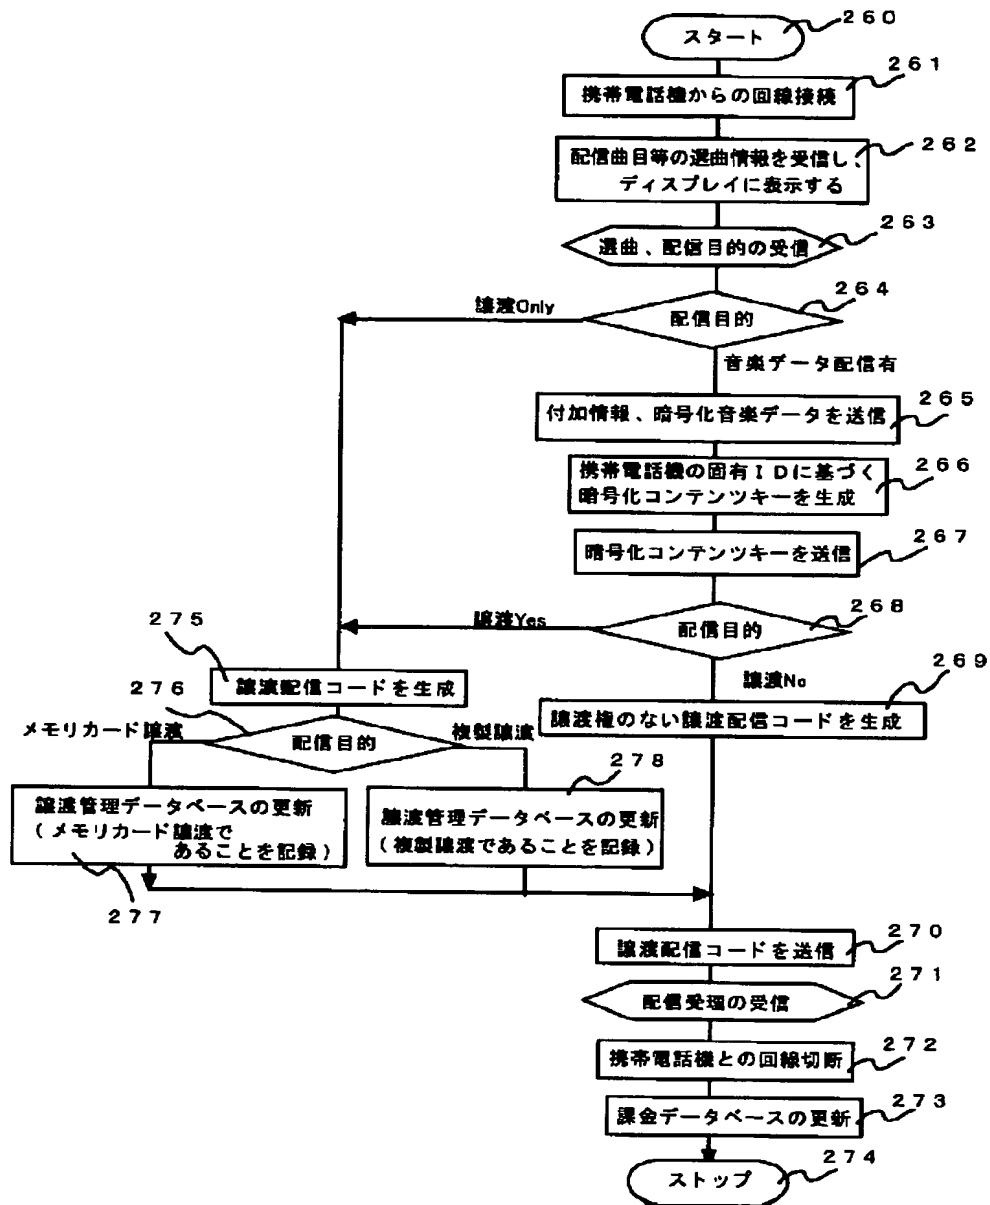 260
スタート
261
携帯電話機からの回線接続
262
配信曲目等の選曲情報を受信し、
ディスプレイに表示する
263
選曲、配信目的の受信
264
譲渡Only
配信目的
音楽データ配信有
265
付加情報、暗号化音楽データを送信
266
携帯電話機の固有IDに基づく
暗号化コンテンツキーを生成
267
暗号化コンテンツキーを送信
268
譲渡Yes
配信目的
275
269
譲渡No
譲渡配信コードを生成
276
譲渡権のない譲渡配信コードを生成
メモリカード譲渡
配信目的
複製譲渡
278
譲渡管理データベースの更新
(メモリカード譲渡で
あることを記録)
譲渡管理データベースの更新
(複製譲渡であることを記録)
277
270
譲渡配信コードを送信
271
配信受理の受信
272
携帯電話機との回線切断
273
課金データベースの更新
274
ストップ